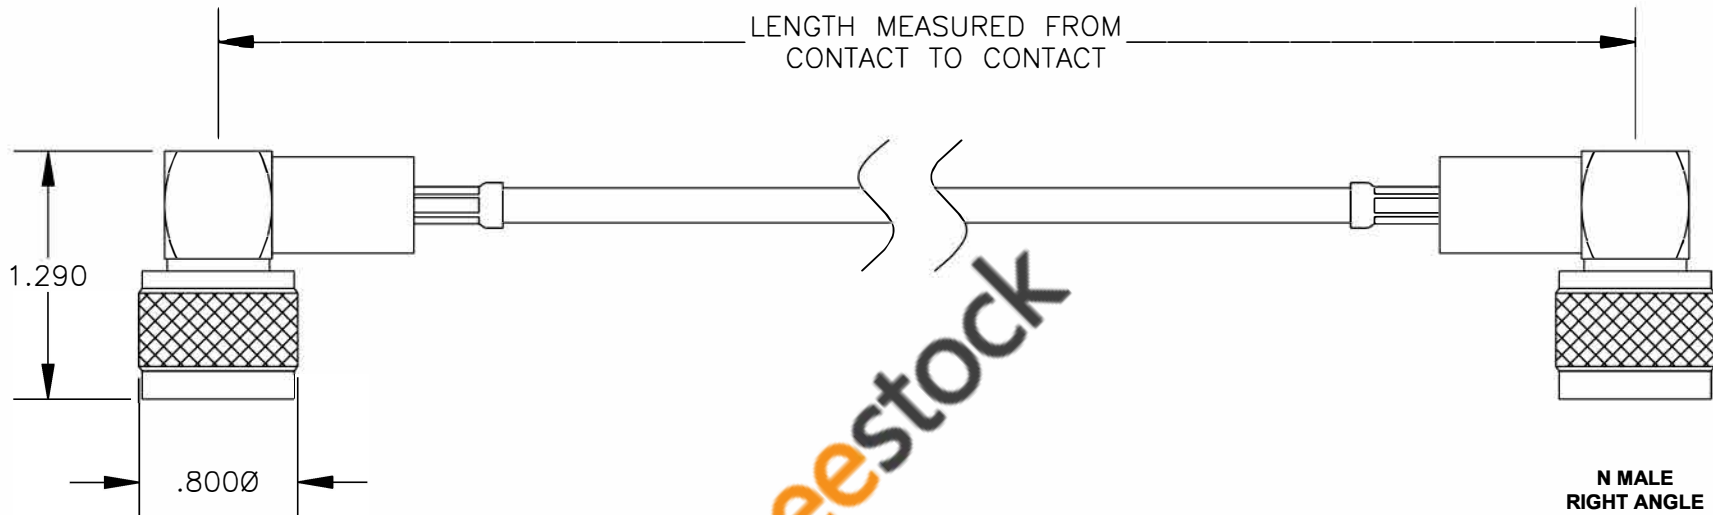 LENGTH MEASURED FROM
CONTACT TO CONTACT
1.290
.800Ø
eestock
N MALE
RIGHT ANGLE